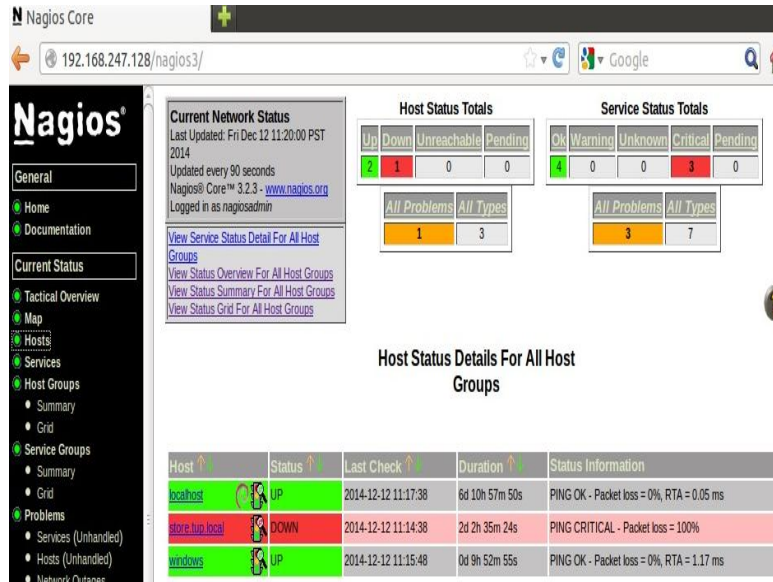 Nagios Core
192.168.247.128/nagios3/
Google
Nagios®
General
Home
Documentation
Current Status
Tactical Overview
Map
Hosts
Services
Host Groups
Summary
Grid
Service Groups
Summary
Grid
Problems
Services (Unhandled)
Hosts (Unhandled)
Network Outages
Current Network Status
Last Updated: Fri Dec 12 11:20:00 PST
2014
Updated every 90 seconds
Nagios® Core™ 3.2.3 - www.nagios.org
Logged in as nagiosadmin
View Service Status Detail For All Host
Groups
View Status Overview For All Host Groups
View Status Summary For All Host Groups
View Status Grid For All Host Groups
Host Status Totals
Up Down Unreachable Pending
2 1 0 0
All Problems All Types
1 3
Service Status Totals
Ok Warning Unknown Critical Pending
4 0 0 3 0
All Problems All Types
3 7
Host Status Details For All Host
Groups
Host Status Last Check Duration Status Information
localhost UP 2014-12-12 11:17:38 6d 10h 57m 50s PING OK - Packet loss = 0%, RTA = 0.05 ms
store.tup.local DOWN 2014-12-12 11:14:38 2d 2h 35m 24s PING CRITICAL - Packet loss = 100%
windows UP 2014-12-12 11:15:48 0d 9h 52m 55s PING OK - Packet loss = 0%, RTA = 1.17 ms